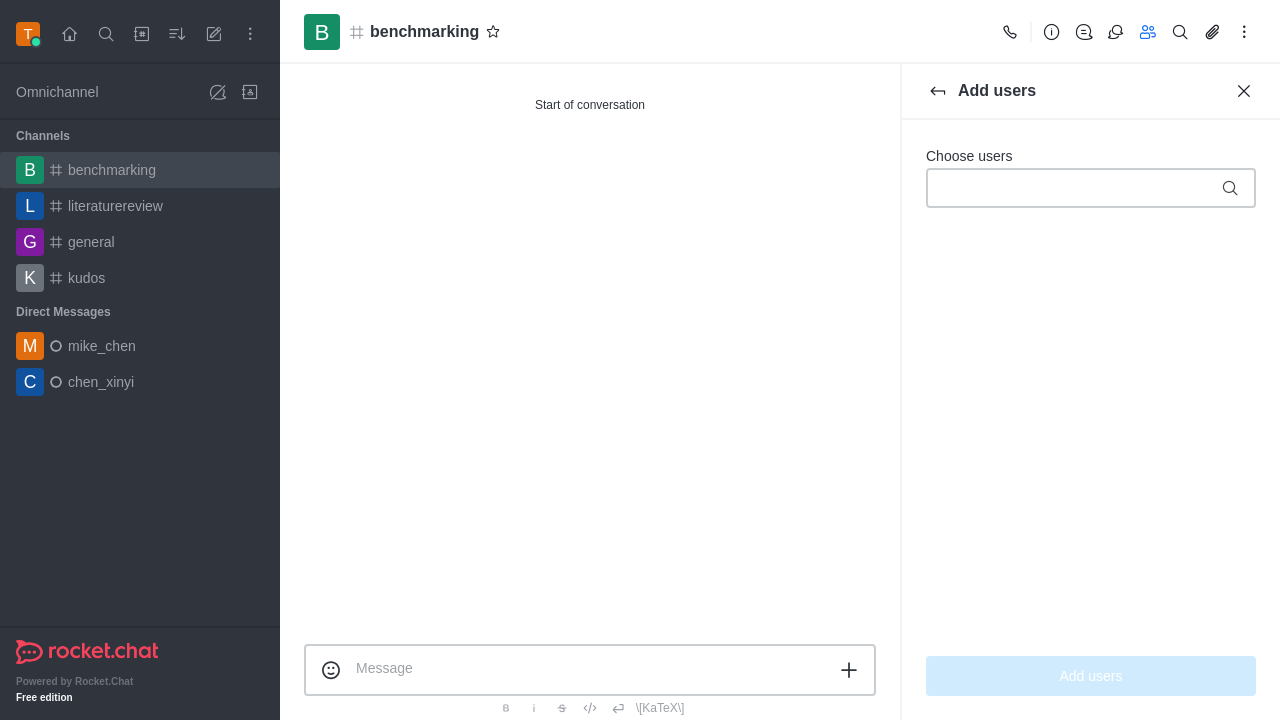 T
B benchmarking
Omnichannel
Start of conversation
Add users
Channels
B benchmarking
L literaturereview
G general
K kudos
Direct Messages
M mike_chen
C chen_xinyi
Choose users
rocket.chat
Powered by Rocket.Chat
Free edition
Message
B i S \[KaTeX\]
Add users